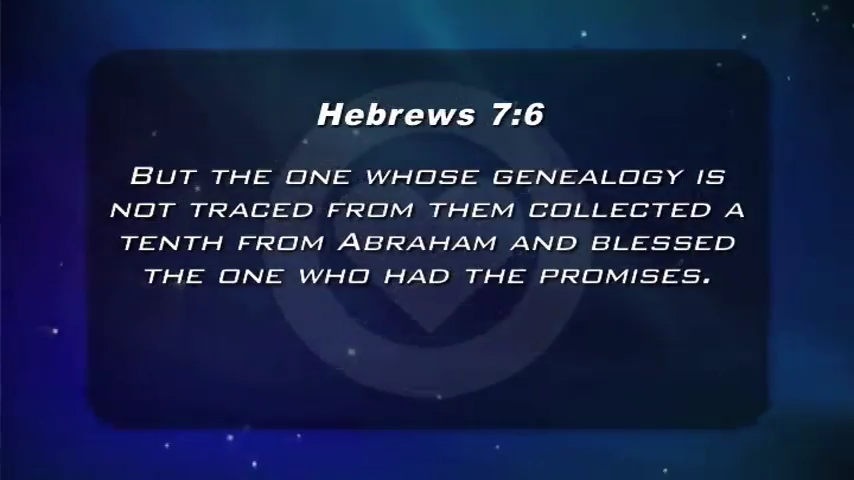 Hebrews 7:6
But the one whose genealogy is
not traced from them collected a
tenth from Abraham and blessed
the one who had the promises.